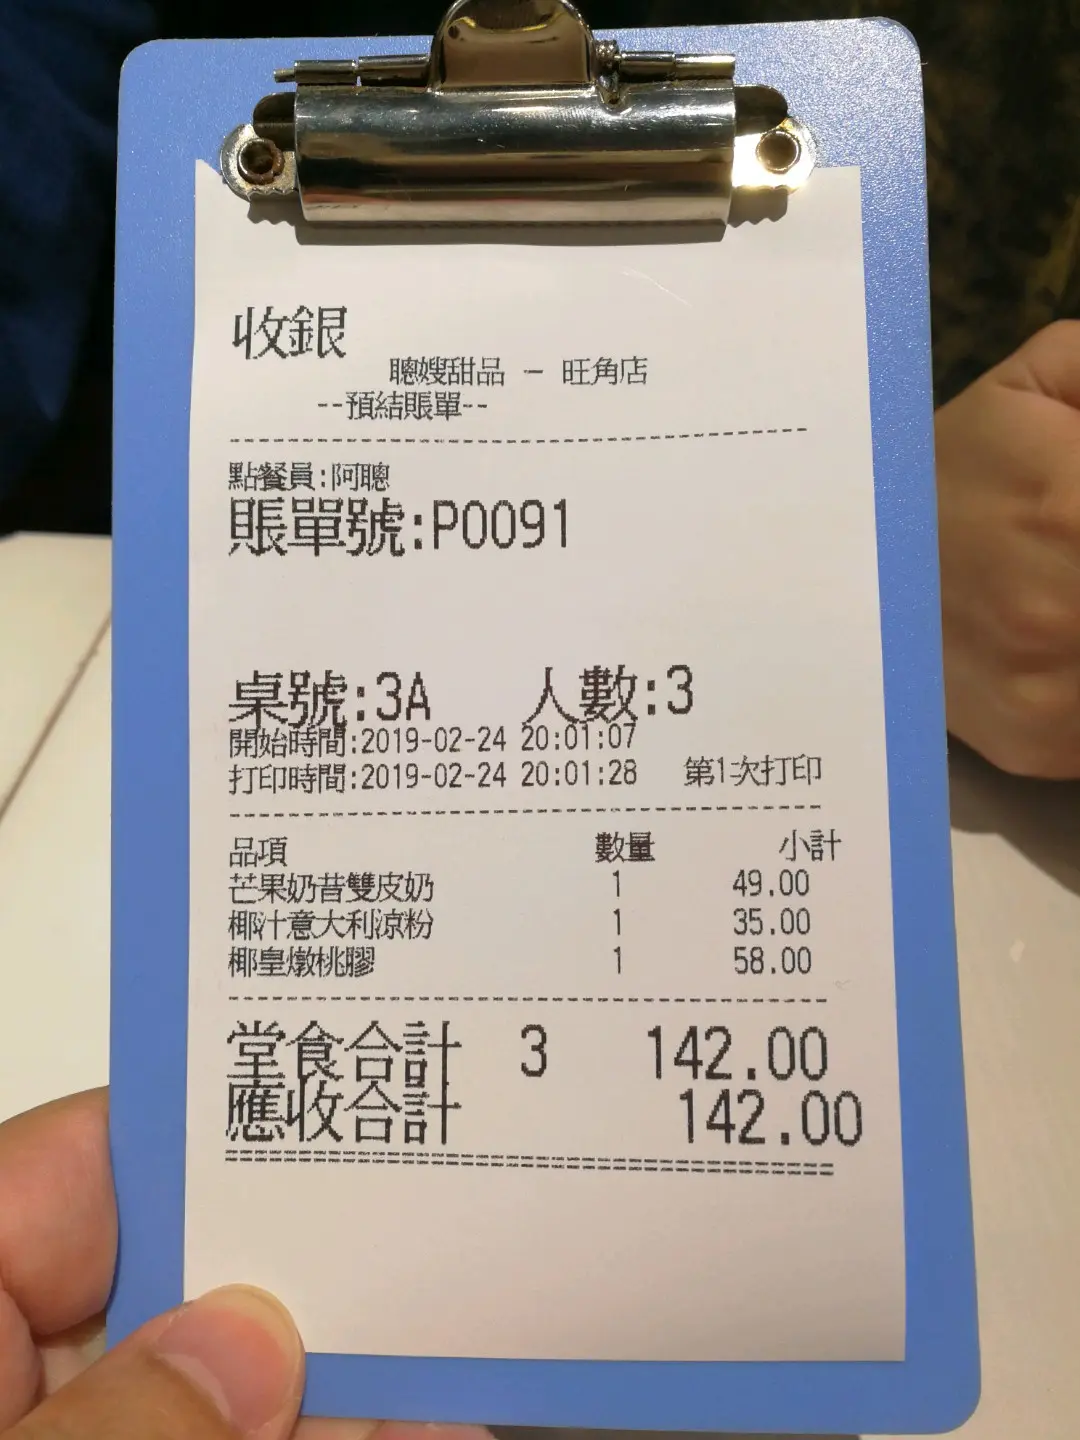 收銀
聰嫂甜品 - 旺角店
--預結賬單--
點餐員:阿聰
賬單號:P0091
桌號:3A 人數:3
開始時間:2019-02-24 20:01:07
打印時間:2019-02-24 20:01:28 第1次打印
品項 數量 小計
芒果奶昔雙皮奶 1 49.00
椰汁意大利涼粉 1 35.00
椰皇燉桃膠 1 58.00
堂食合計 3 142.00
應收合計 142.00